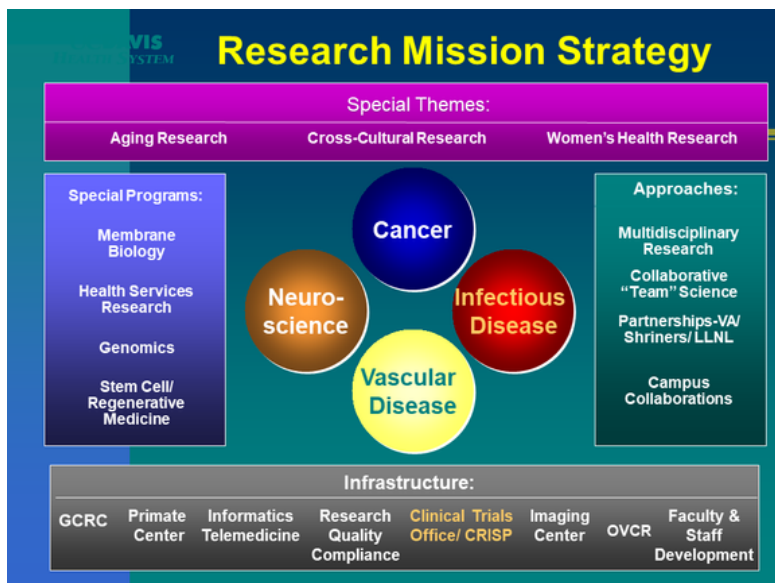 VIS
HEALTH SYSTEM
Research Mission Strategy
Special Themes:
Aging Research Cross-Cultural Research Women's Health Research
Special Programs:
Membrane
Biology
Health Services
Research
Genomics
Stem Cell/
Regenerative
Medicine
Cancer
Neuro-
science
Infectious
Disease
Vascular
Disease
Approaches:
Multidisciplinary
Research
Collaborative
“Team” Science
Partnerships-VA/
Shriners/ LLNL
Campus
Collaborations
Infrastructure:
GCRC
Primate
Center
Informatics
Telemedicine
Research
Quality
Compliance
Clinical Trials
Office/ CRISP
Imaging
Center
OVCR
Faculty &
Staff
Development